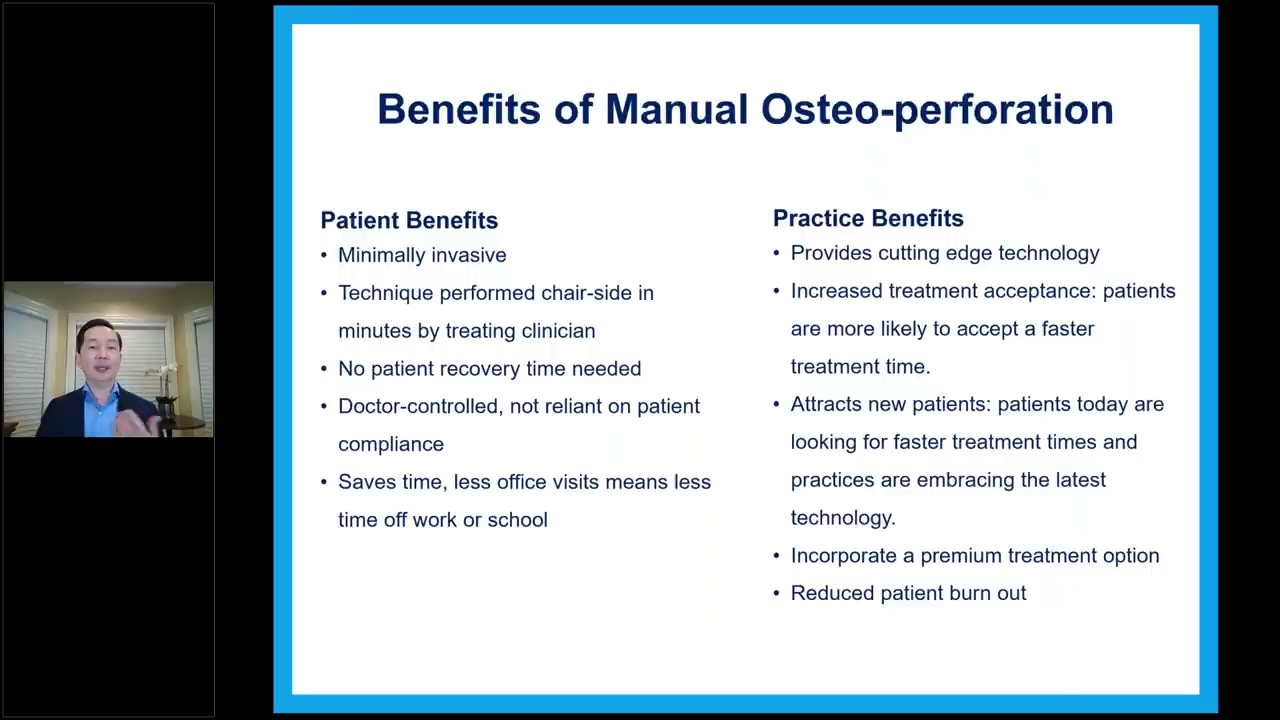 Benefits of Manual Osteo-perforation
Patient Benefits
• Minimally invasive
• Technique performed chair-side in
minutes by treating clinician
• No patient recovery time needed
• Doctor-controlled, not reliant on patient
compliance
• Saves time, less office visits means less
time off work or school
Practice Benefits
• Provides cutting edge technology
• Increased treatment acceptance: patients
are more likely to accept a faster
treatment time.
• Attracts new patients: patients today are
looking for faster treatment times and
practices are embracing the latest
technology.
• Incorporate a premium treatment option
• Reduced patient burn out